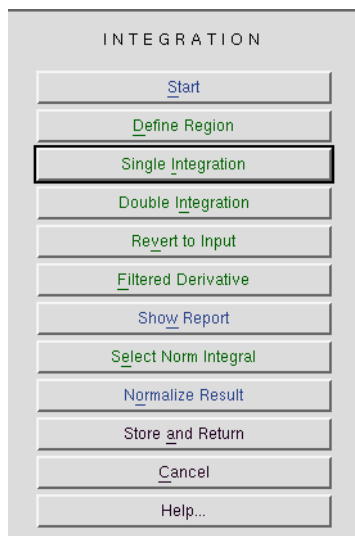 INTEGRATION
Start
Define Region
Single Integration
Double Integration
Revert to Input
Filtered Derivative
Show Report
Select Norm Integral
Normalize Result
Store and Return
Cancel
Help...